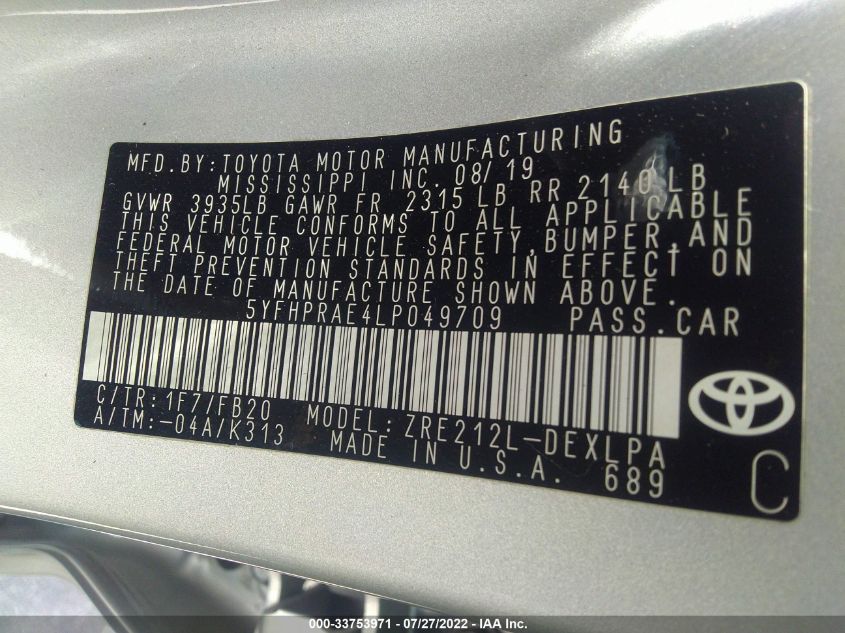 MFD.BY:TOYOTA MOTOR MANUFACTURING
MISSISSIPPI INC. 08/19
GVWR 3935LB GAWR FR 2315 LB RR 2140 LB
THIS VEHICLE CONFORMS TO ALL APPLICABLE
FEDERAL MOTOR VEHICLE SAFETY,BUMPER,AND
THEFT PREVENTION STANDARDS IN EFFECT ON
THE DATE OF MANUFACTURE SHOWN ABOVE.
5YFHPRAE4LP049709 PASS.CAR
C/TR: 1F7/FB20 MODEL: ZRE212L-DEXLPA
A/TM:-04A/K313 MADE IN U.S.A. 689
C
000-33753971 / 07/27/2022 - IAA Inc.